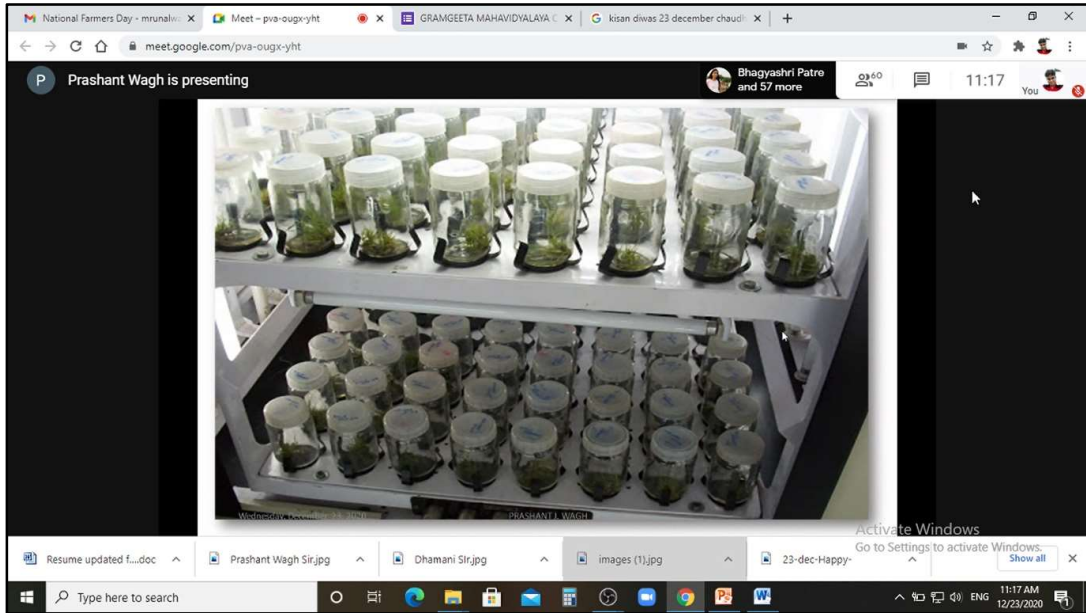 National Farmers Day - mrunalwa
Meet – pva-ougx-yht
GRAMGEETA MAHAVIDYALAYA C
kisan diwas 23 december chaudh
meet.google.com/pva-ougx-yht
P
Prashant Wagh is presenting
Bhagyashri Patre
and 57 more
60
11:17
You
Wednesday, December 23, 2020
PRASHANT J. WAGH
Activate Windows
Go to Settings to activate Windows.
Resume updated f....doc
Prashant Wagh Sir.jpg
Dhamani SIr.jpg
images (1).jpg
23-dec-Happy-
Show all
Type here to search
ENG
11:17 AM
12/23/2020